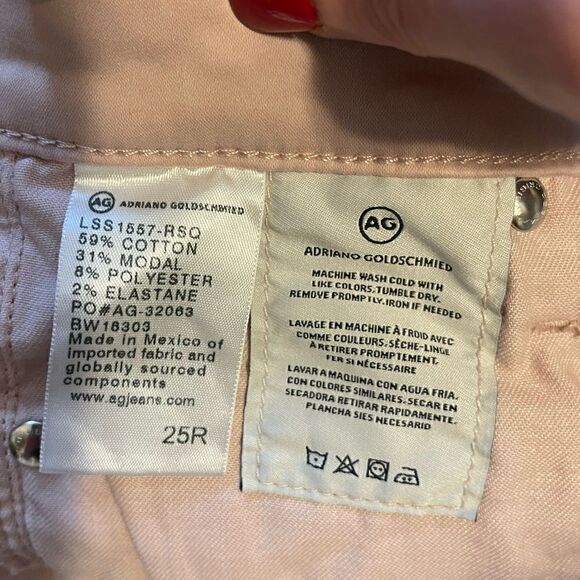 AG ADRIANO GOLDSCHMIED
LSS1557-RSQ
59% COTTON
31% MODAL
8% POLYESTER
2% ELASTANE
PO#AG-32063
BW18303
Made in Mexico of
imported fabric and
globally sourced
components
www.agjeans.com
25R
AG
ADRIANO GOLDSCHMIED
MACHINE WASH COLD WITH
LIKE COLORS. TUMBLE DRY.
REMOVE PROMPTLY. IRON IF NEEDED
LAVAGE EN MACHINE À FROID AVEC
COMME COULEURS. SÈCHE-LINGE
À RETIRER PROMPTEMENT.
FER SI NÉCESSAIRE
LAVAR A MAQUINA CON AGUA FRIA.
CON COLORES SIMILARES. SECAR EN
SECADORA RETIRAR RAPIDAMENTE.
PLANCHA SIES NECESARIO